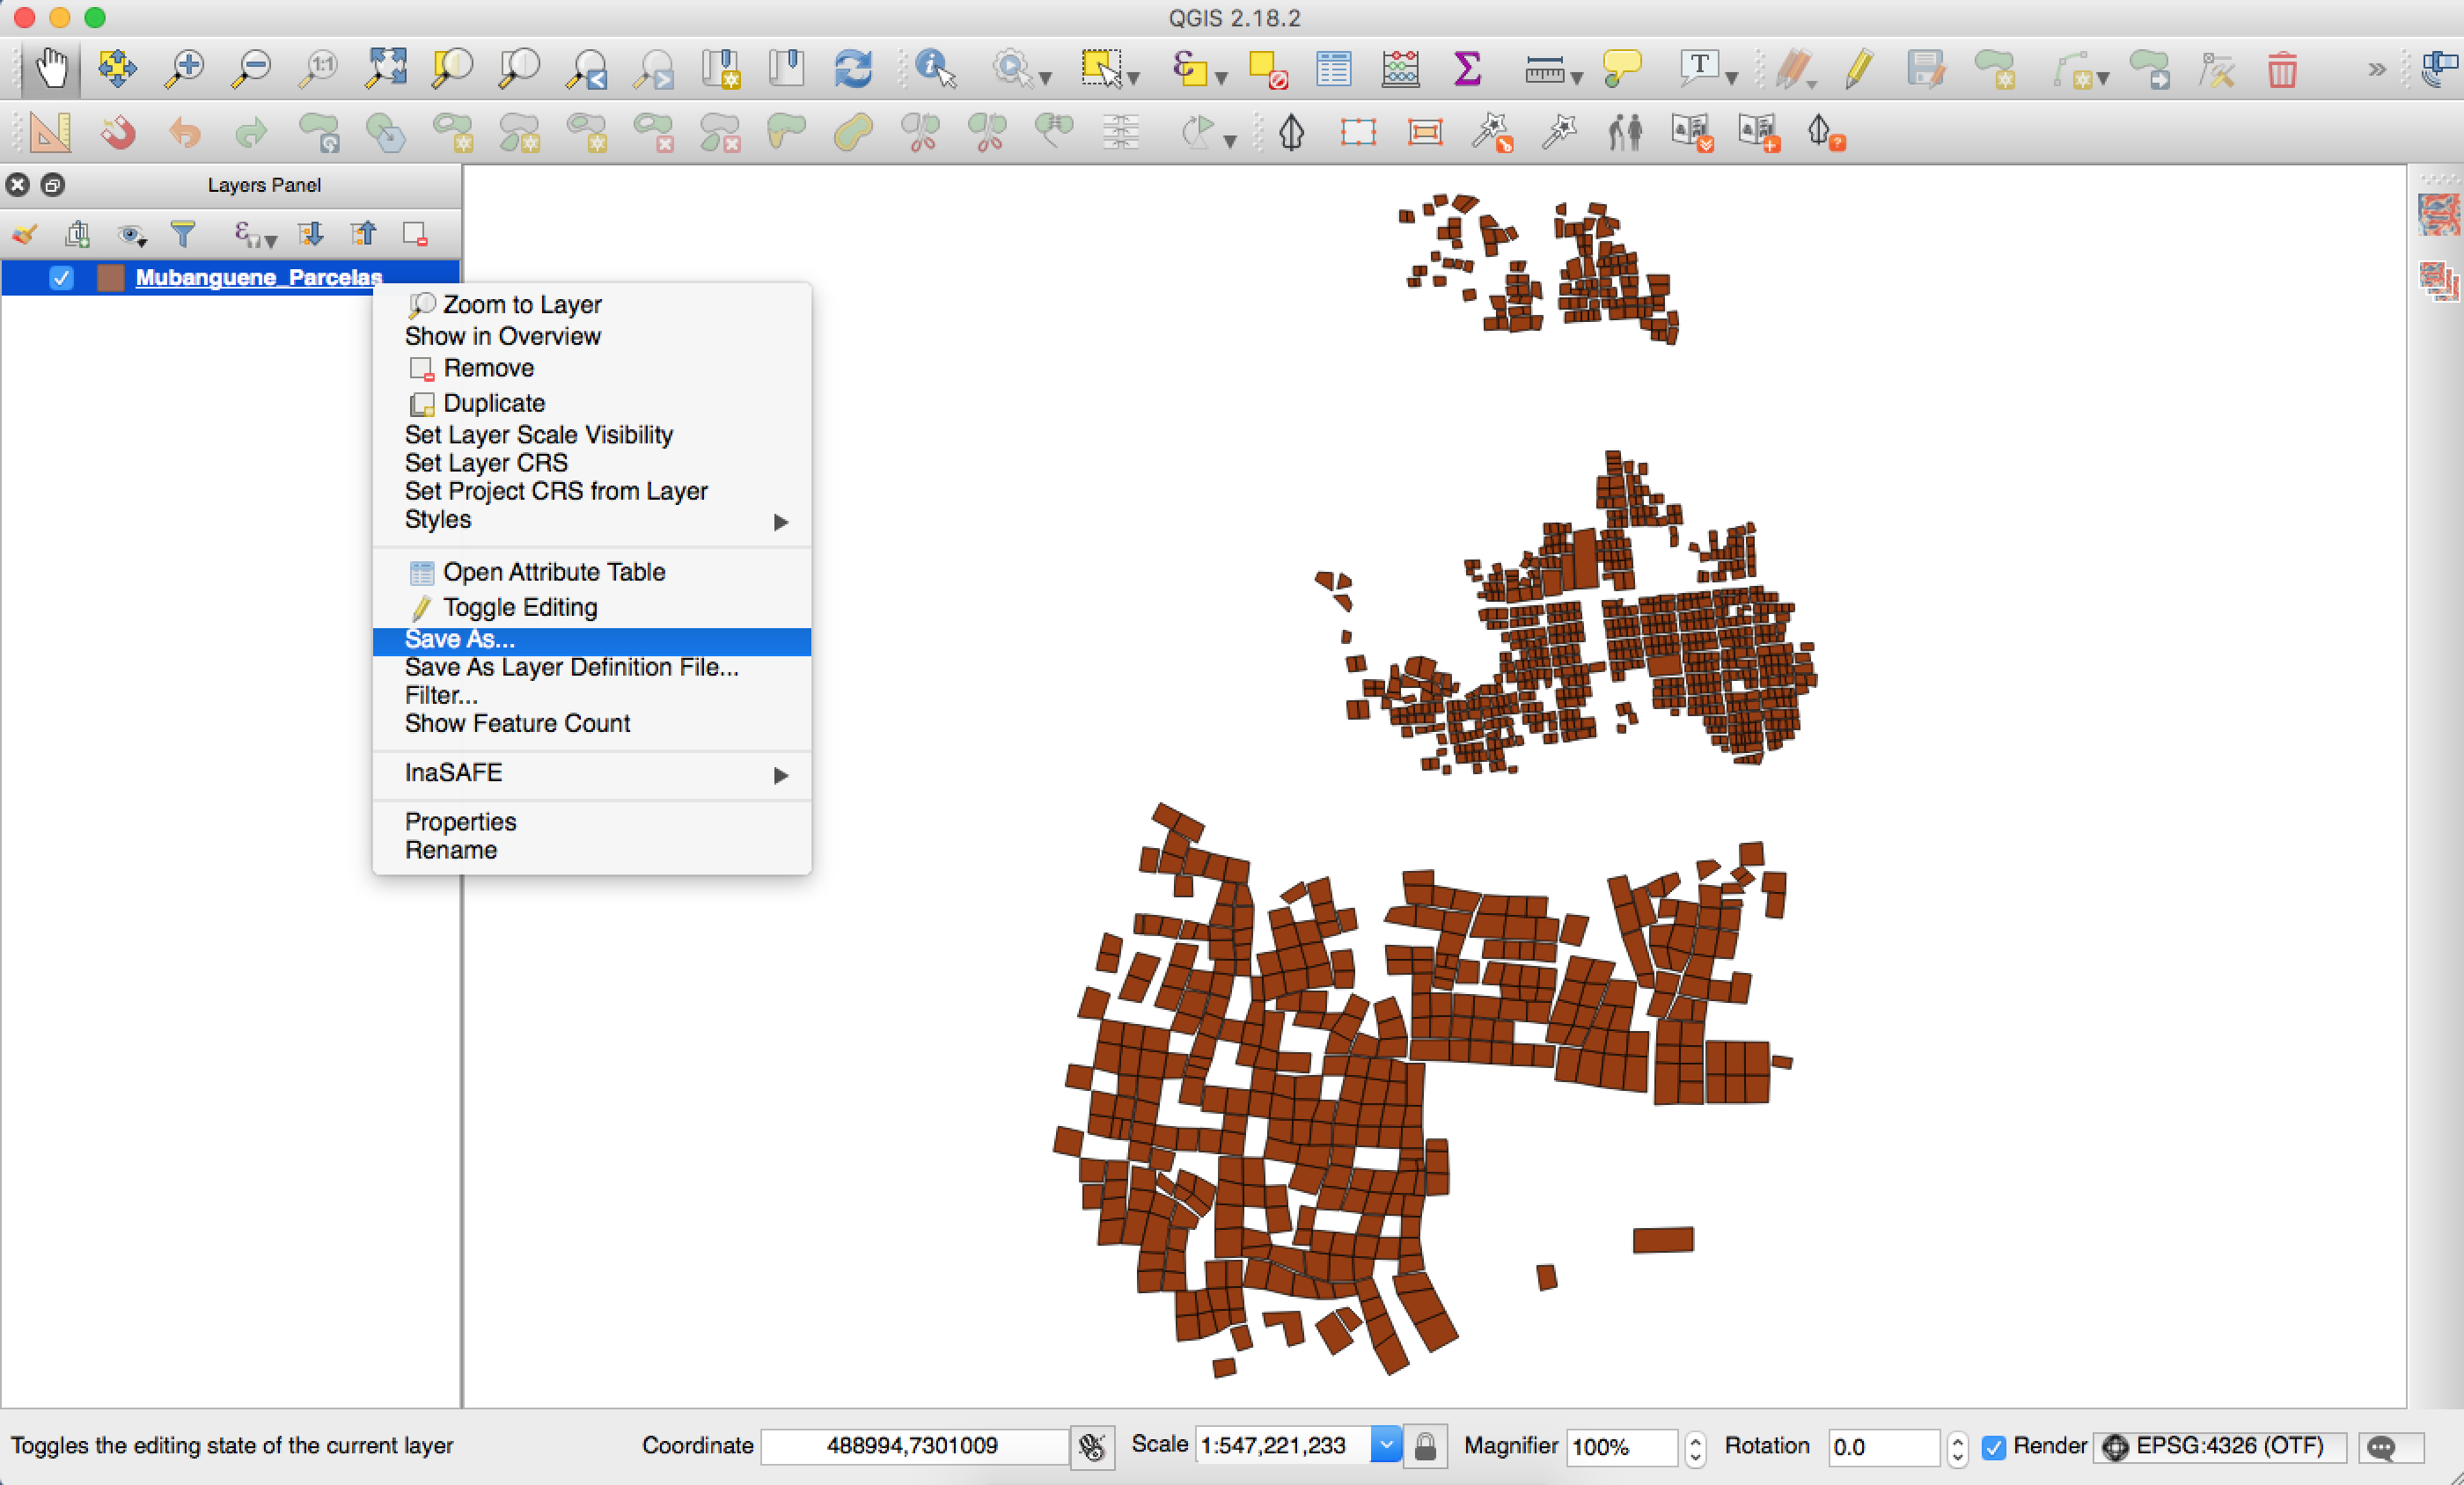 QGIS 2.18.2
1:1
T
Layers Panel
Mubanguene_Parcelas
Zoom to Layer
Show in Overview
Remove
Duplicate
Set Layer Scale Visibility
Set Layer CRS
Set Project CRS from Layer
Styles
Open Attribute Table
Toggle Editing
Save As...
Save As Layer Definition File...
Filter...
Show Feature Count
InaSAFE
Properties
Rename
Toggles the editing state of the current layer
Coordinate
488994,7301009
Scale
1:547,221,233
Magnifier
100%
Rotation
0.0
Render
EPSG:4326 (OTF)